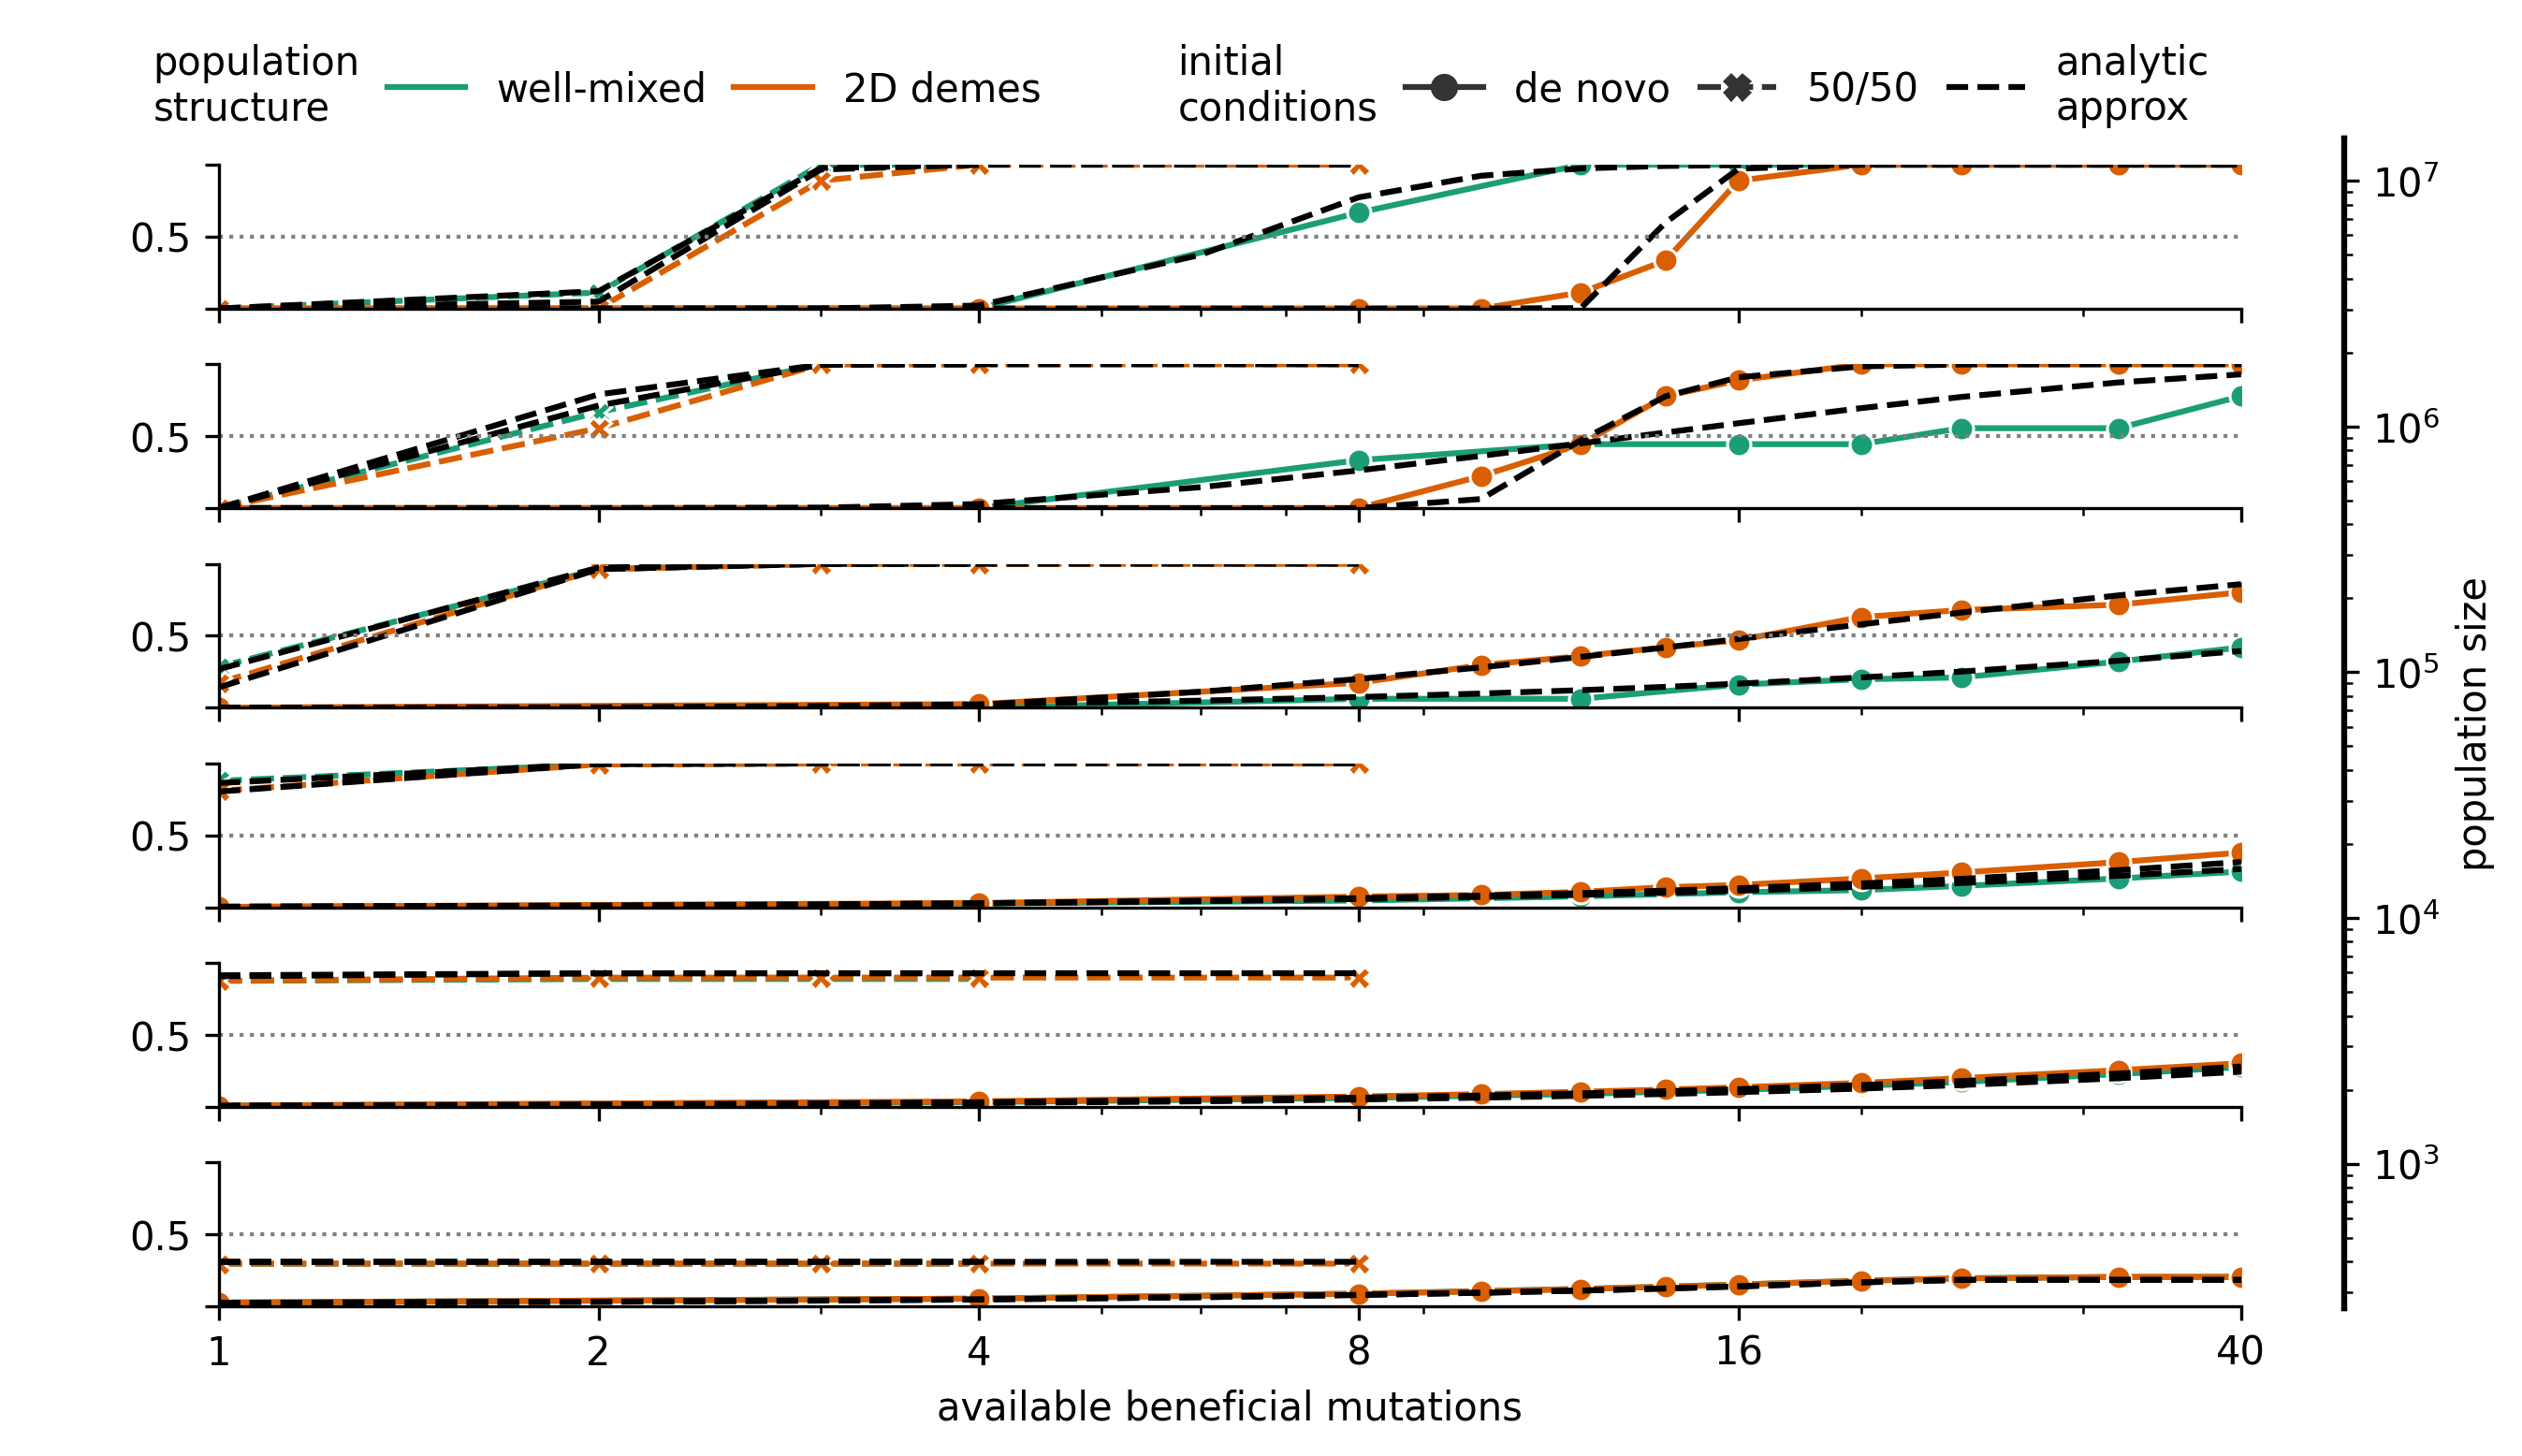 population
structure
well-mixed
2D demes
initial
conditions
de novo
50/50
analytic
approx
0.5
0.5
0.5
0.5
0.5
0.5
10⁷
10⁶
10⁵
10⁴
10³
population size
1 2 4 8 16 40
available beneficial mutations